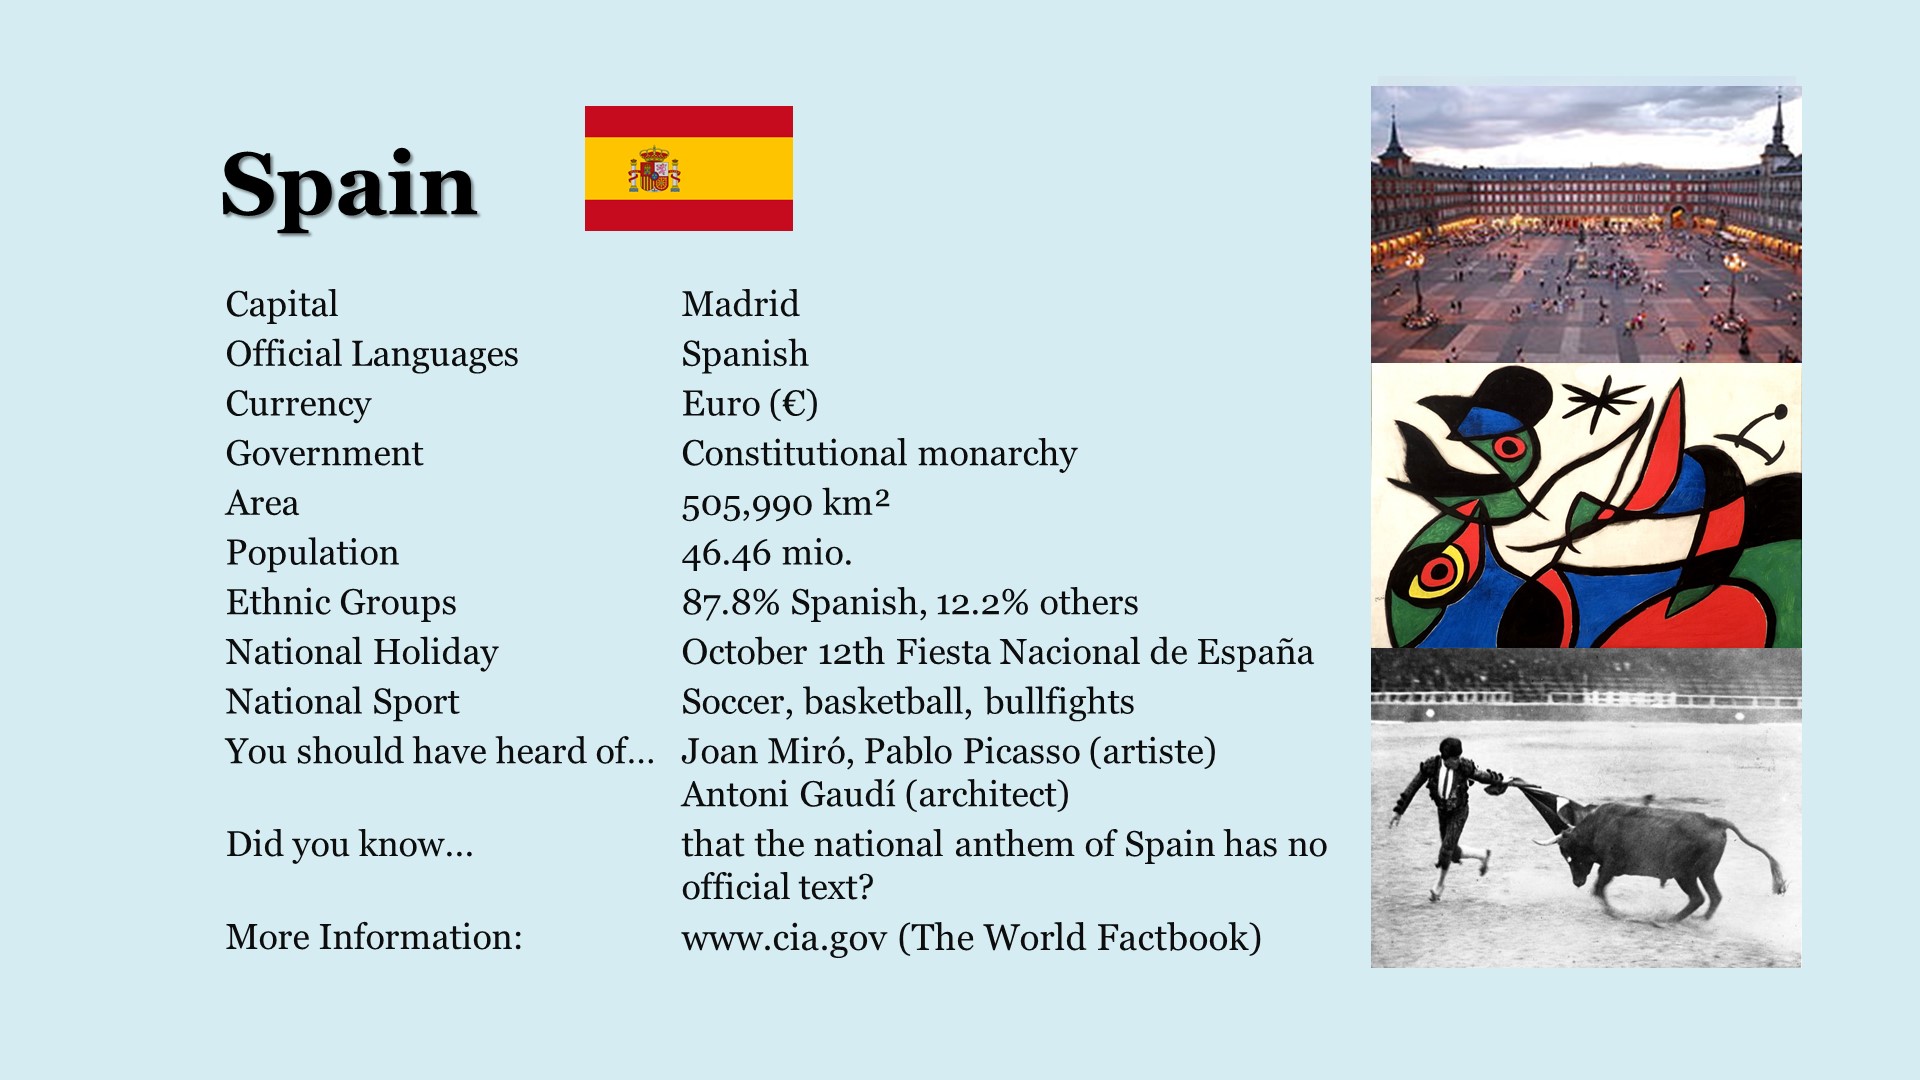 Spain
Capital Madrid
Official Languages Spanish
Currency Euro (€)
Government Constitutional monarchy
Area 505,990 km²
Population 46.46 mio.
Ethnic Groups 87.8% Spanish, 12.2% others
National Holiday October 12th Fiesta Nacional de España
National Sport Soccer, basketball, bullfights
You should have heard of... Joan Miró, Pablo Picasso (artiste)
Antoni Gaudí (architect)
Did you know... that the national anthem of Spain has no
official text?
More Information: www.cia.gov (The World Factbook)